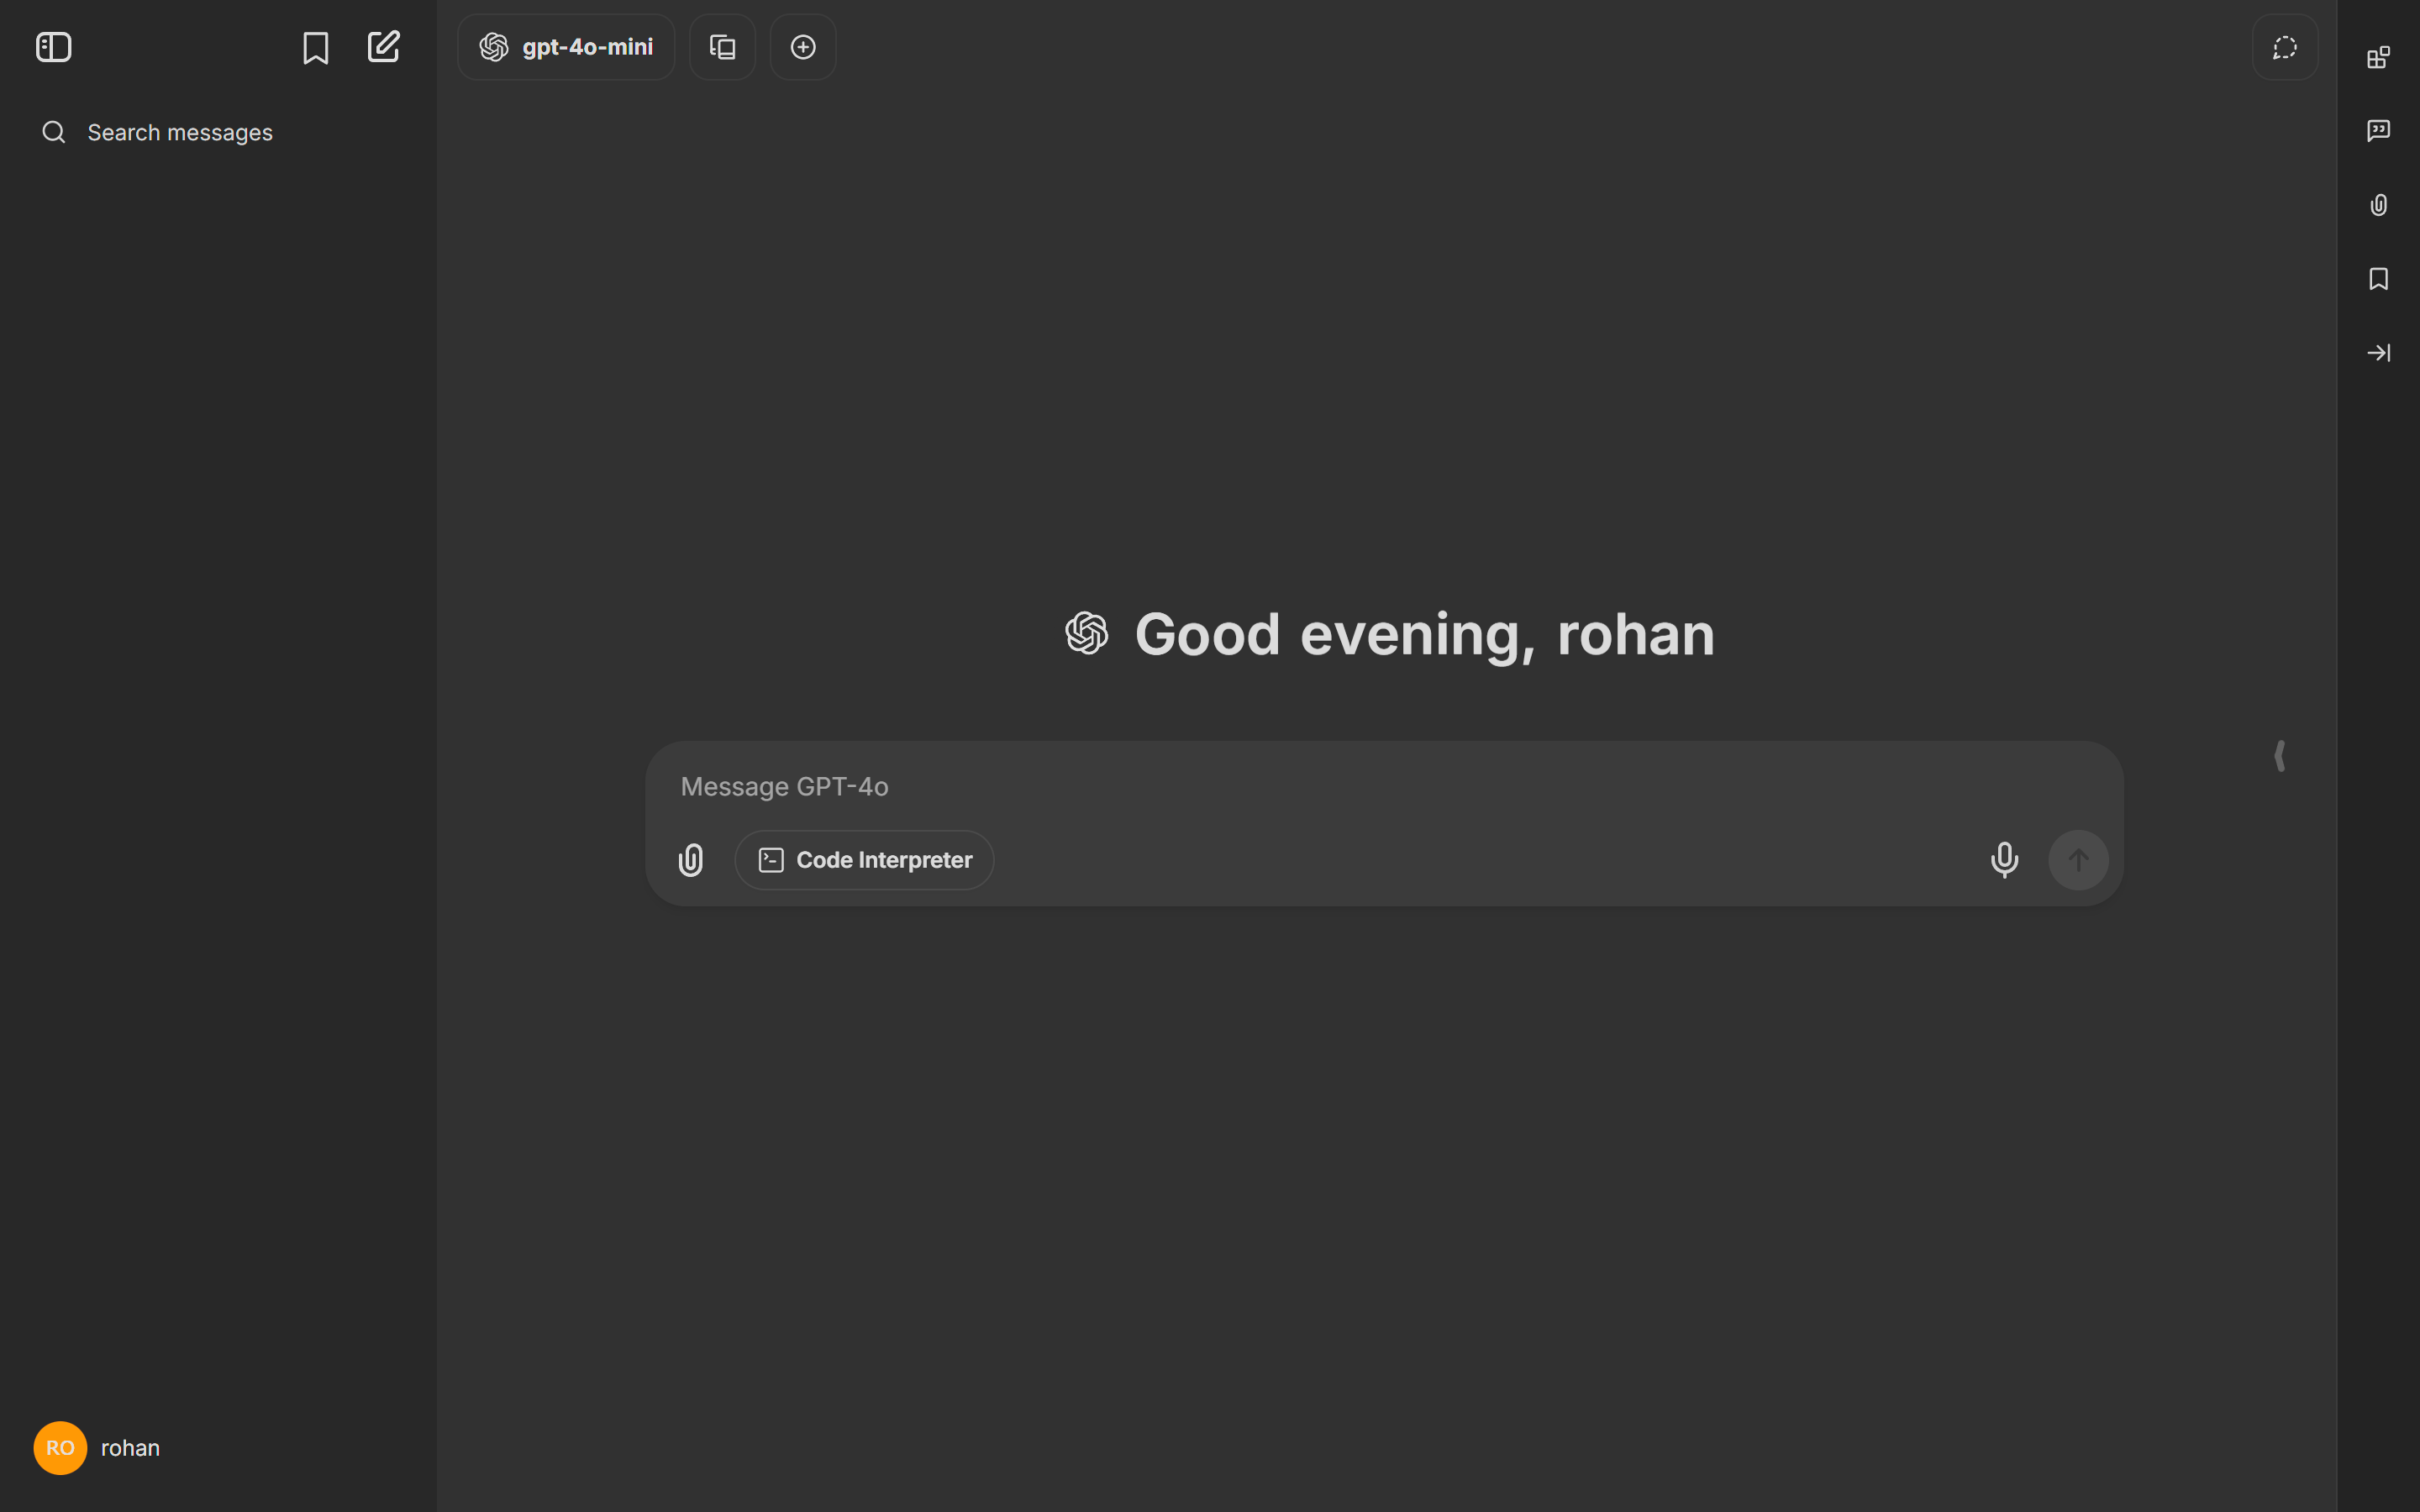 gpt-4o-mini
Search messages
Good evening, rohan
Message GPT-4o
Code Interpreter
RO
rohan